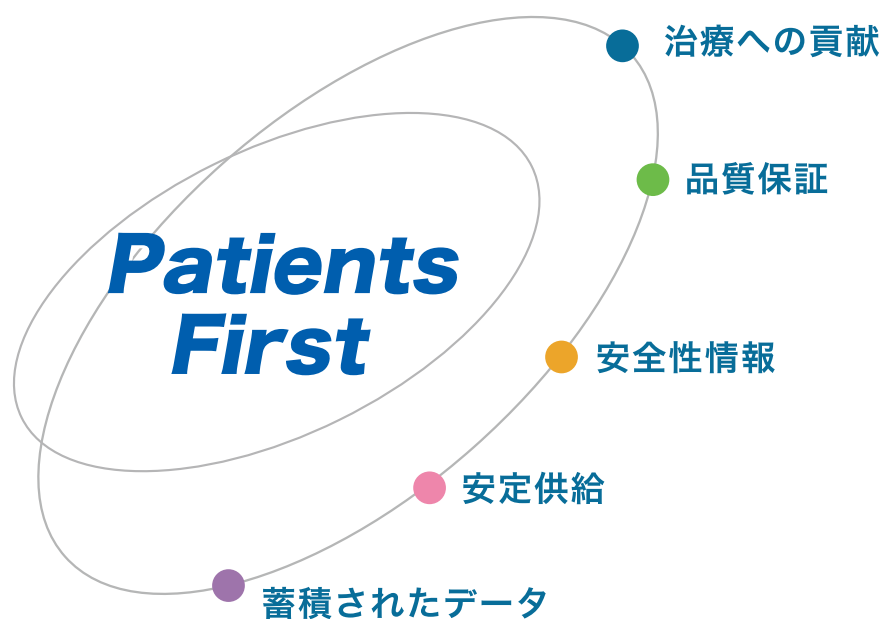 治療への貢献
品質保証
Patients
First
安全性情報
安定供給
蓄積されたデータ